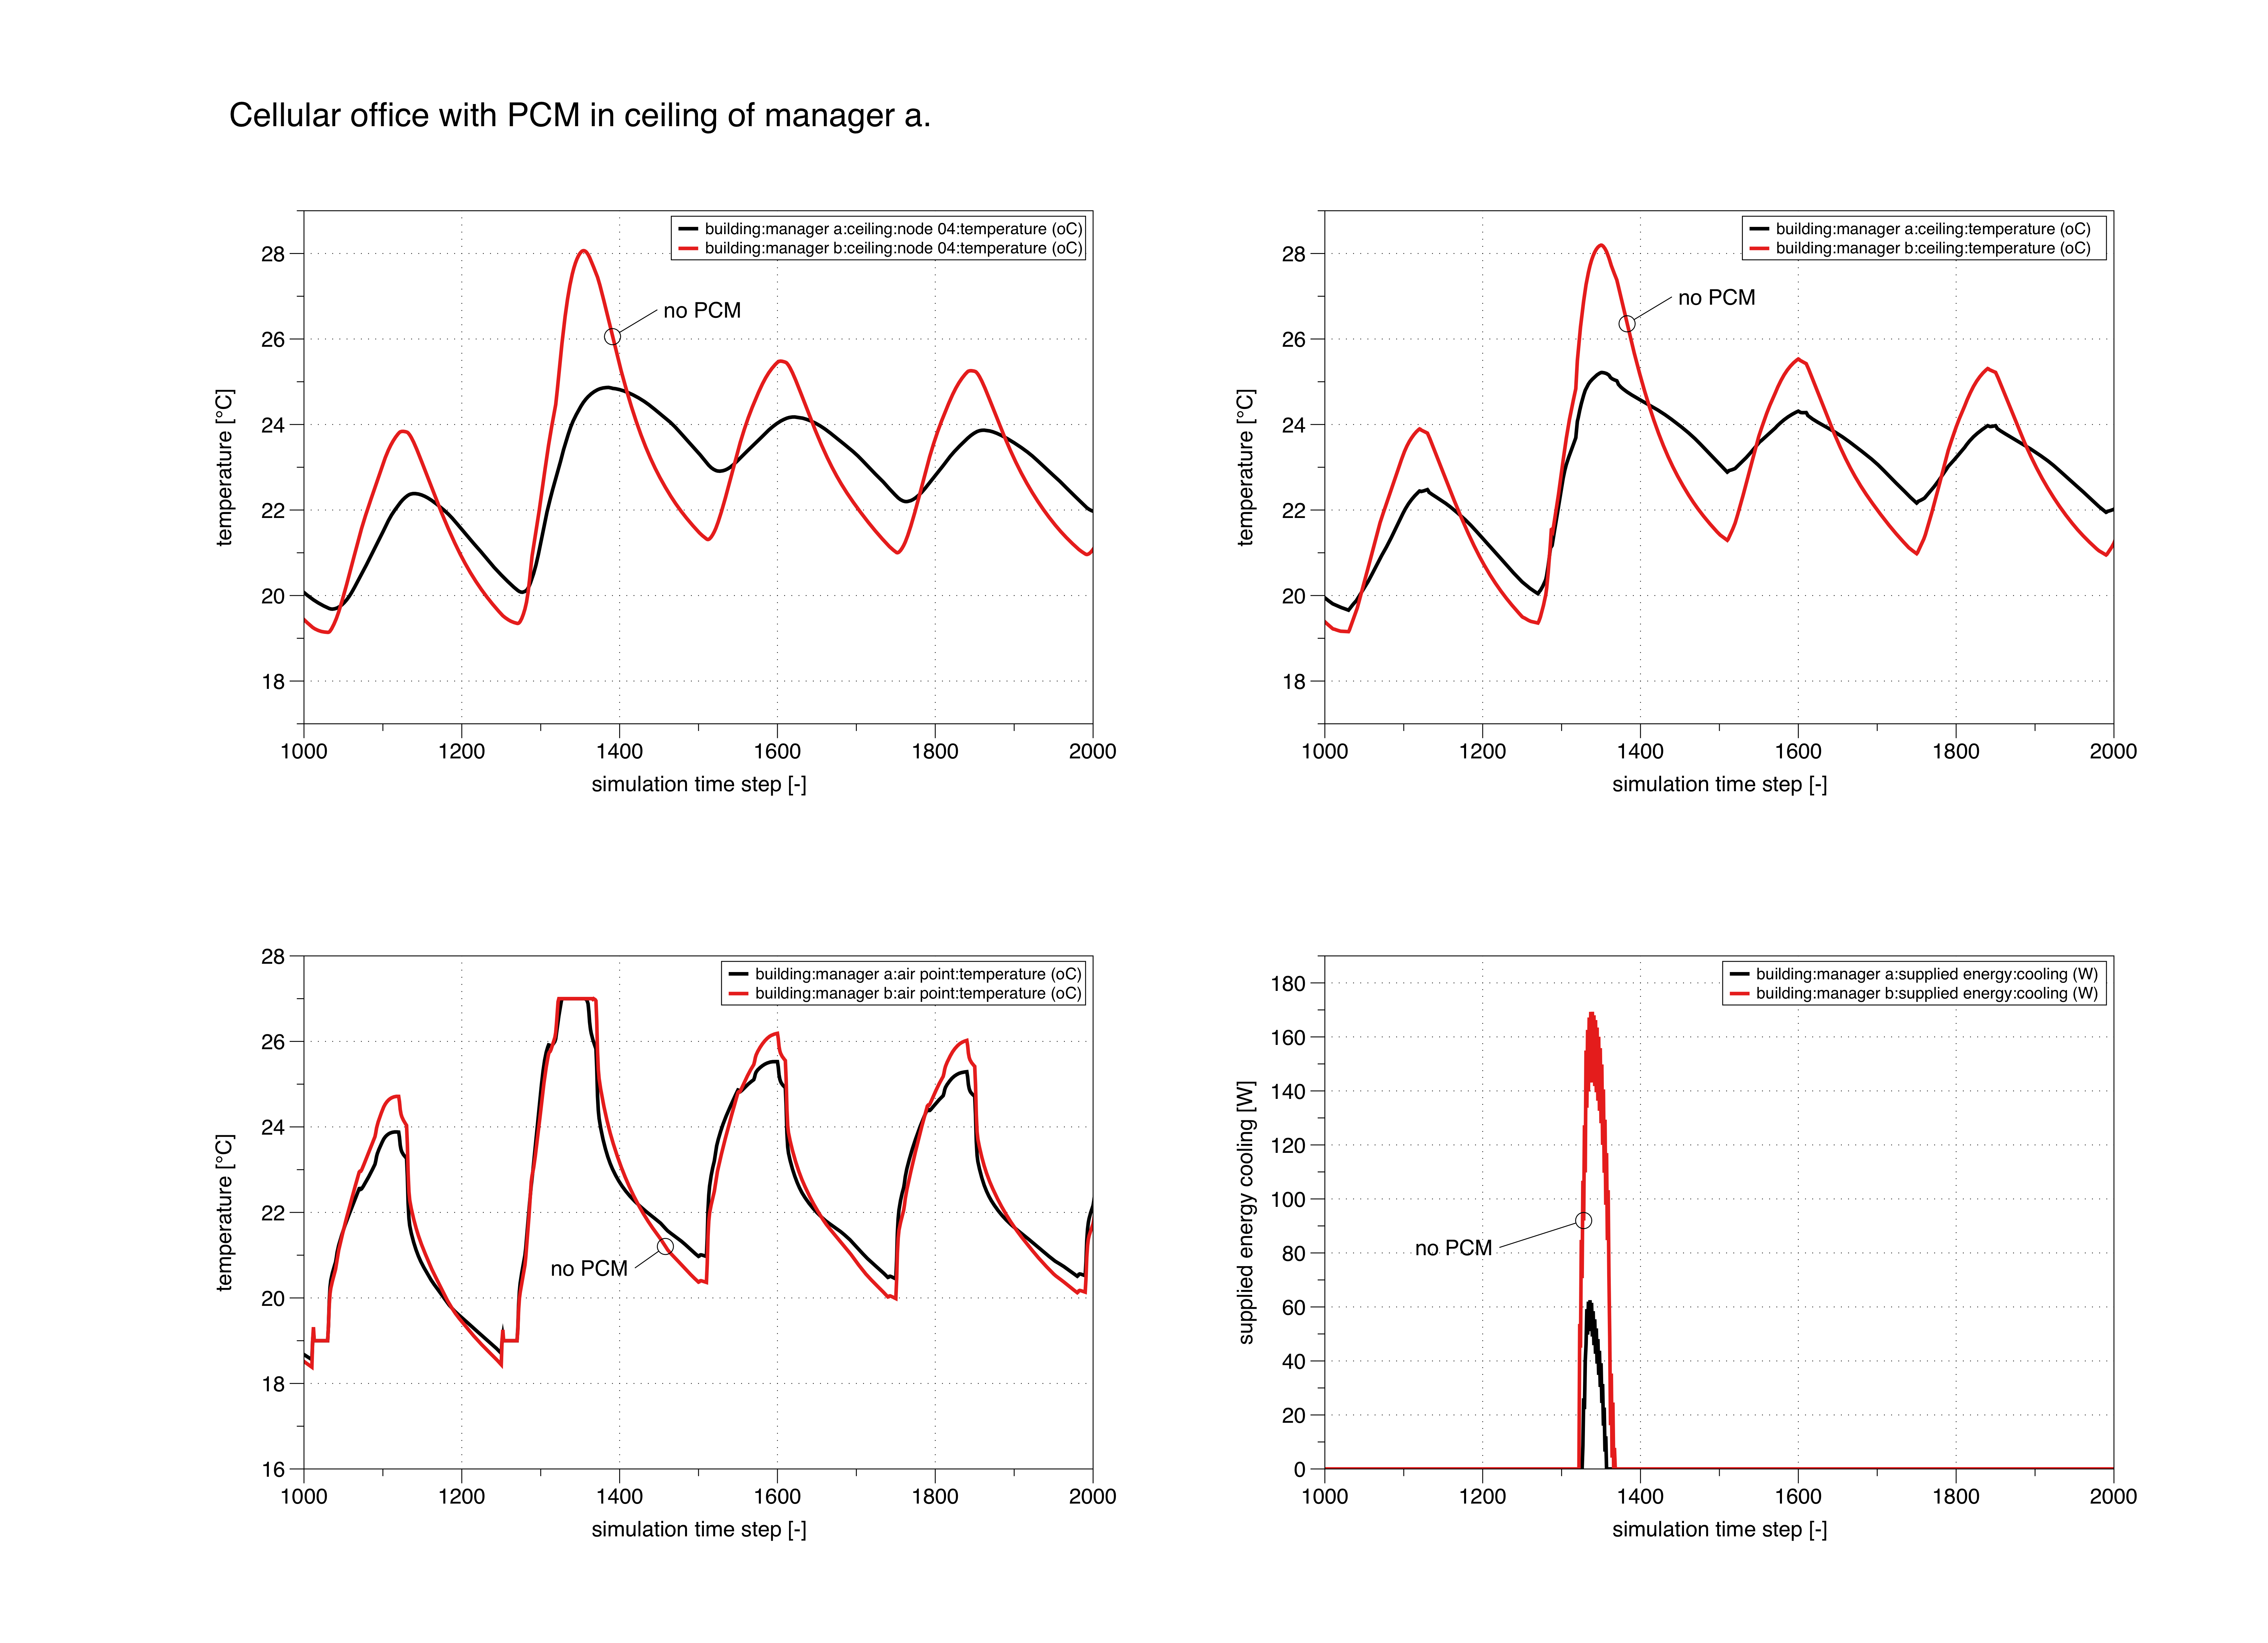 Cellular office with PCM in ceiling of manager a.
building:manager a:ceiling:node 04:temperature (oC)
building:manager b:ceiling:node 04:temperature (oC)
28
26
24
22
20
18
temperature [°C]
no PCM
1000 1200 1400 1600 1800 2000
simulation time step [-]
building:manager a:ceiling:temperature (oC)
building:manager b:ceiling:temperature (oC)
28
26
24
22
20
18
temperature [°C]
no PCM
1000 1200 1400 1600 1800 2000
simulation time step [-]
building:manager a:air point:temperature (oC)
building:manager b:air point:temperature (oC)
28
26
24
22
20
18
16
temperature [°C]
no PCM
1000 1200 1400 1600 1800 2000
simulation time step [-]
building:manager a:supplied energy:cooling (W)
building:manager b:supplied energy:cooling (W)
180
160
140
120
100
80
60
40
20
0
supplied energy cooling [W]
no PCM
1000 1200 1400 1600 1800 2000
simulation time step [-]